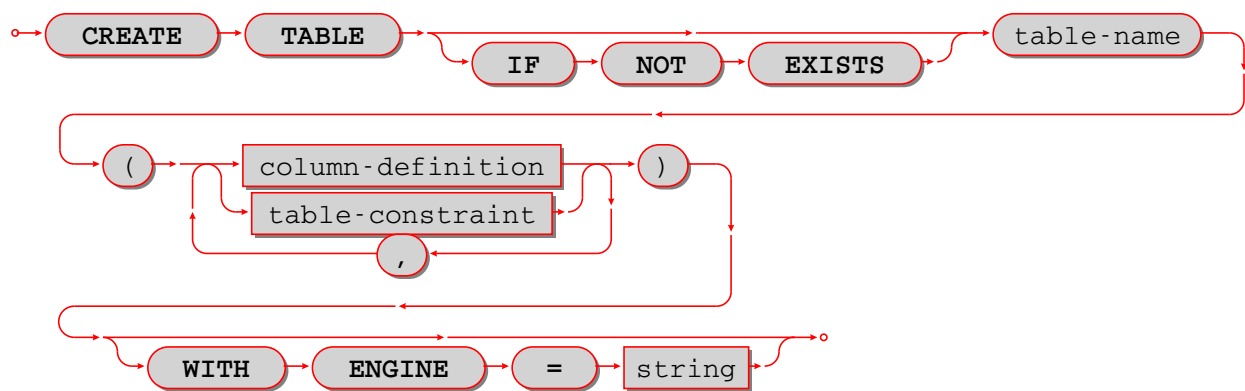 CREATE TABLE table-name
IF NOT EXISTS
( column-definition )
table-constraint
,
WITH ENGINE = string